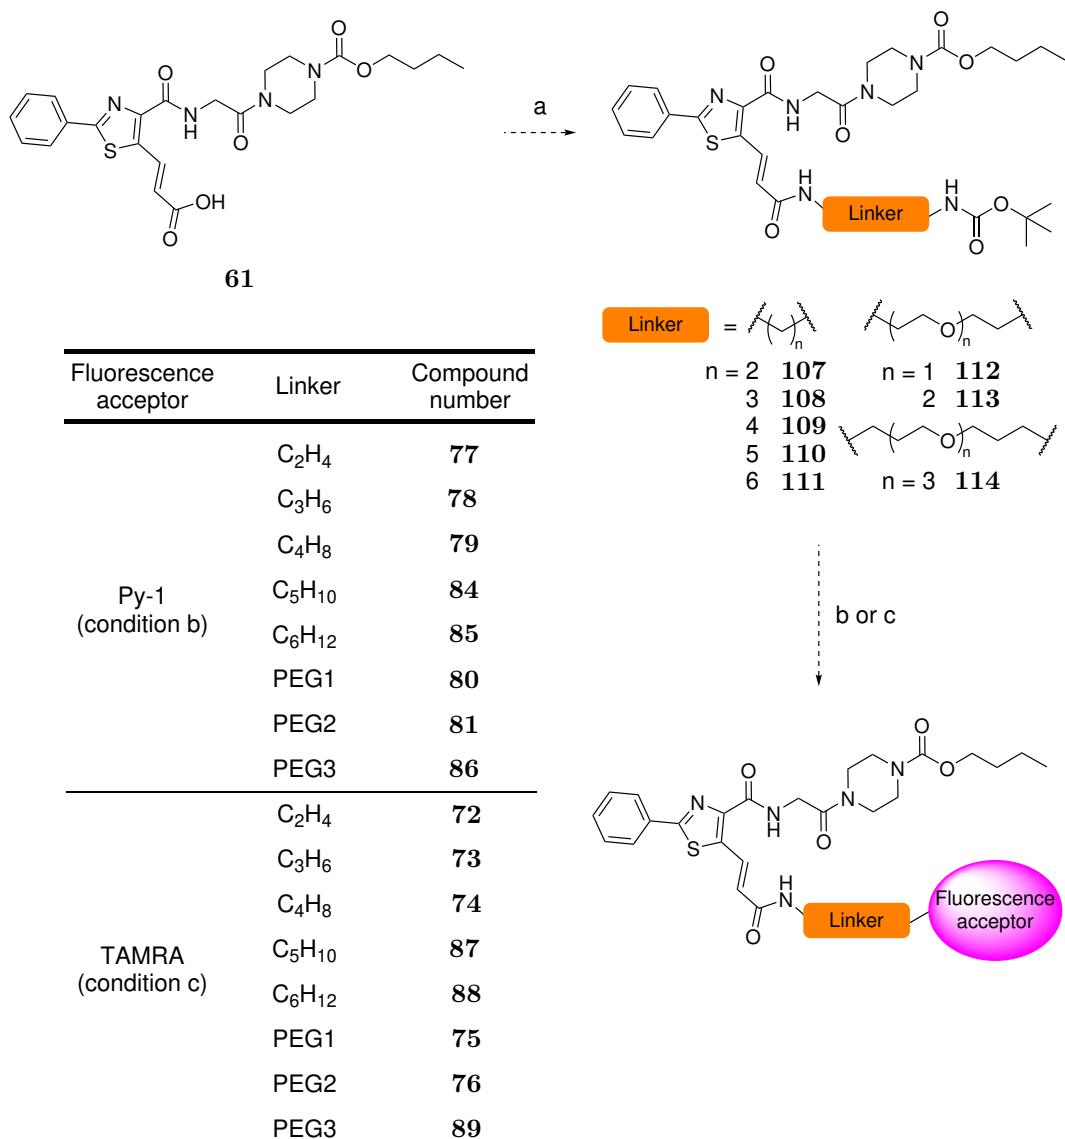 O
N
O
O
N
N
H
N
O
S
OH
O
61
a
O
N
O
O
N
N
H
N
O
S
H
N
O
Linker
H
N
O
O
Linker = ( )n ( O )n
n = 2 107 n = 1 112
3 108 2 113
4 109
( O )n
5 110
6 111 n = 3 114
Fluorescence acceptor Linker Compound number
Py-1
(condition b)
C2H4 77
C3H6 78
C4H8 79
C5H10 84
C6H12 85
PEG1 80
PEG2 81
PEG3 86
TAMRA
(condition c)
C2H4 72
C3H6 73
C4H8 74
C5H10 87
C6H12 88
PEG1 75
PEG2 76
PEG3 89
b or c
O
N
O
O
N
N
H
N
O
S
H
N
O
Linker
Fluorescence
acceptor